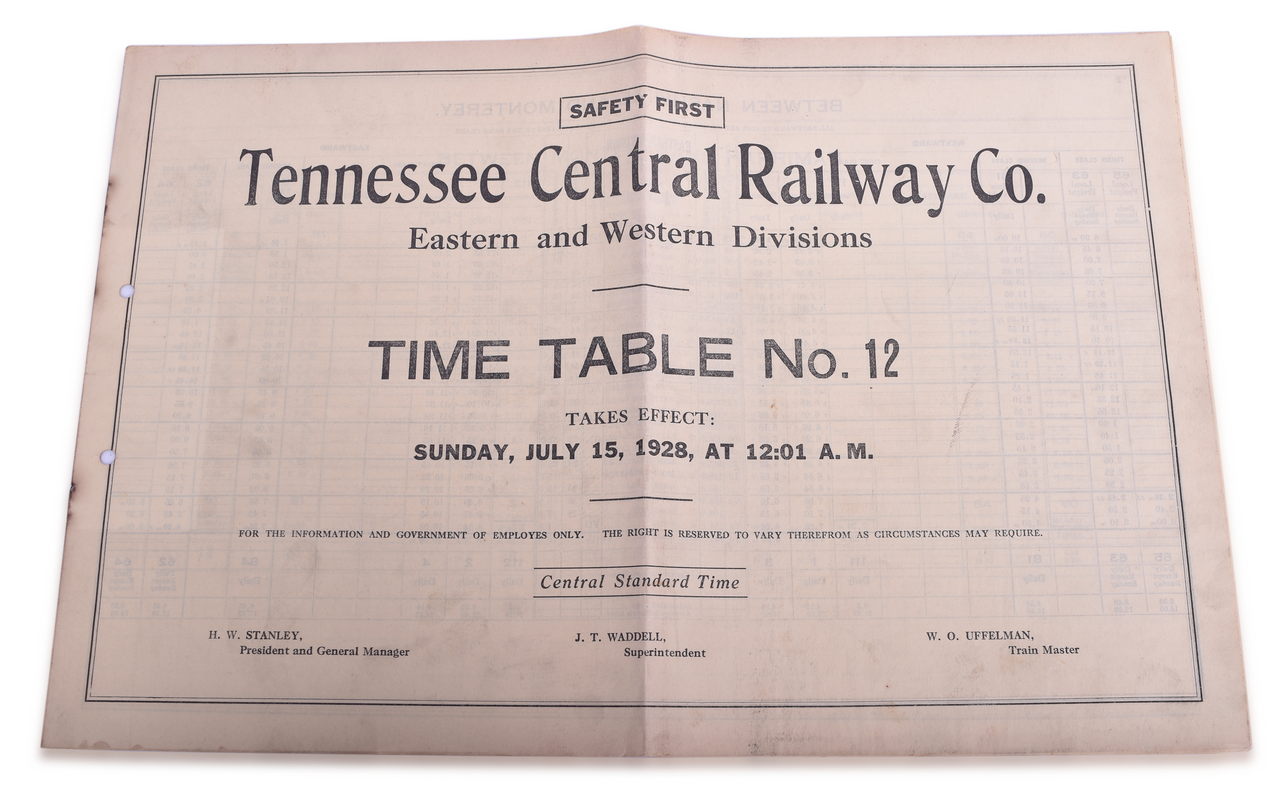 SAFETY FIRST
Tennessee Central Railway Co.
Eastern and Western Divisions
TIME TABLE No. 12
TAKES EFFECT:
SUNDAY, JULY 15, 1928, AT 12:01 A. M.
FOR THE INFORMATION AND GOVERNMENT OF EMPLOYES ONLY. THE RIGHT IS RESERVED TO VARY THEREFROM AS CIRCUMSTANCES MAY REQUIRE.
Central Standard Time
H. W. STANLEY,
President and General Manager
J. T. WADDELL,
Superintendent
W. O. UFFELMAN,
Train Master